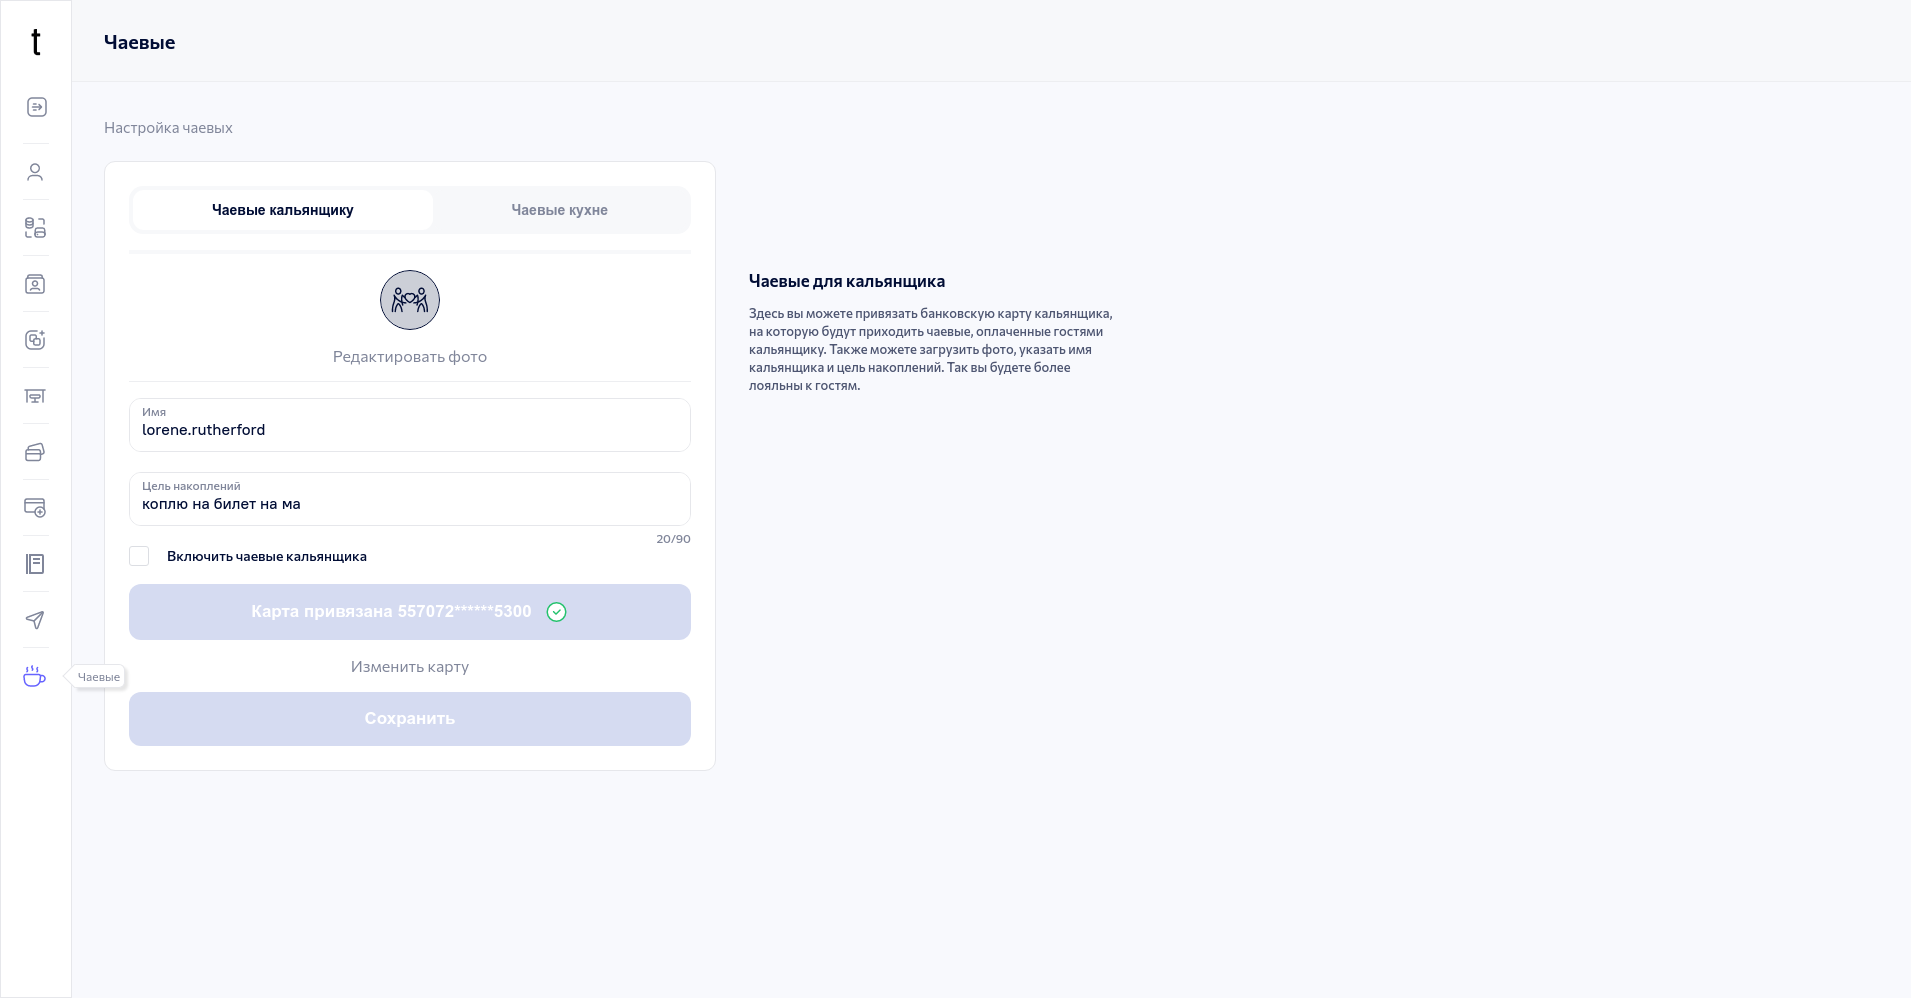 t
Чаевые
Настройка чаевых
Чаевые кальянщику
Чаевые кухне
Редактировать фото
Имя
lorene.rutherford
Цель накоплений
коплю на билет на ма
20/90
Включить чаевые кальянщика
Карта привязана 557072******5300
Изменить карту
Сохранить
Чаевые
Чаевые для кальянщика
Здесь вы можете привязать банковскую карту кальянщика,
на которую будут приходить чаевые, оплаченные гостями
кальянщику. Также можете загрузить фото, указать имя
кальянщика и цель накоплений. Так вы будете более
лояльны к гостям.